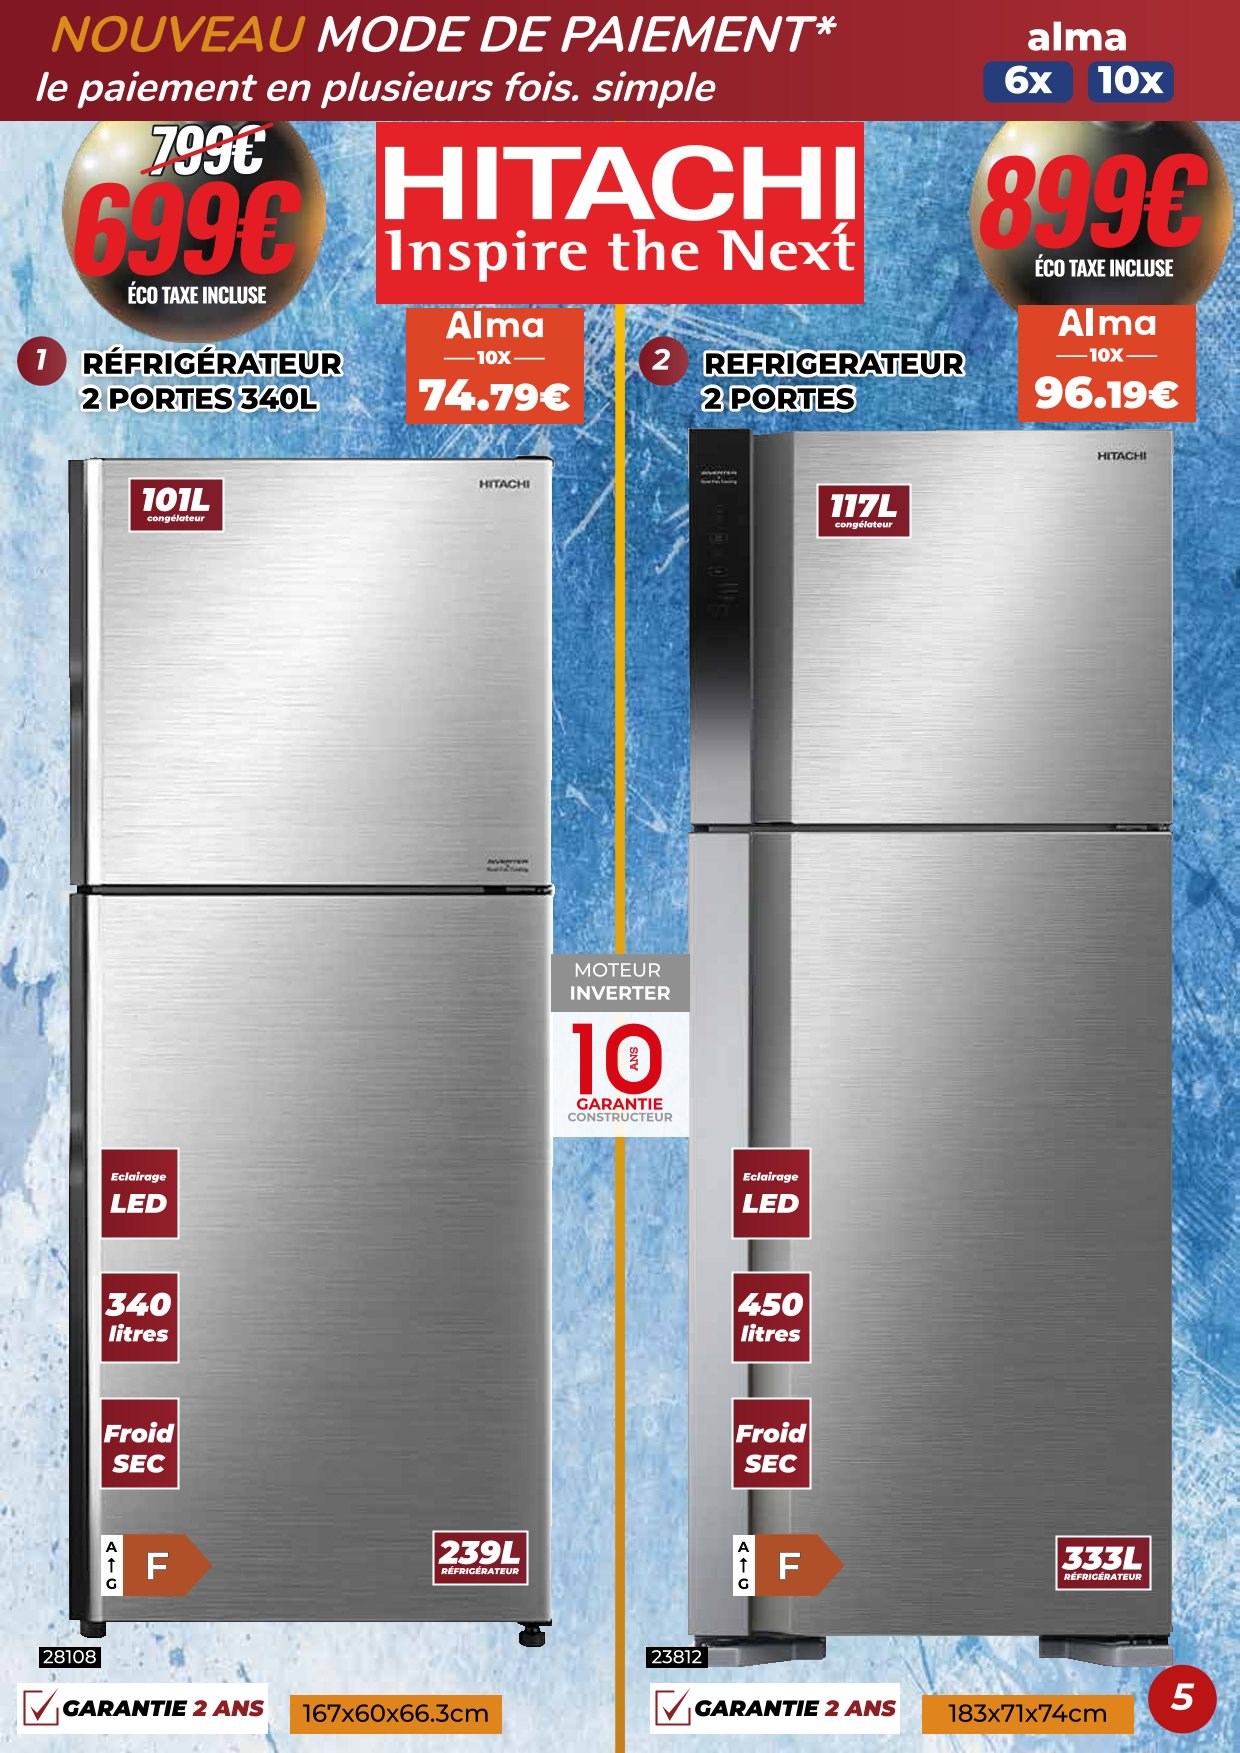 NOUVEAU MODE DE PAIEMENT*
le paiement en plusieurs fois. simple
alma
6x 10x
799€
699€
ÉCO TAXE INCLUSE
HITACHI
Inspire the Next
899€
ÉCO TAXE INCLUSE
1
RÉFRIGÉRATEUR
2 PORTES 340L
Alma
10X
74.79€
2
REFRIGERATEUR
2 PORTES
Alma
10X
96.19€
HITACHI
101L
congélateur
INVERTER
HITACHI
117L
congélateur
INVERTER
MOTEUR
INVERTER
10
ANS
GARANTIE
CONSTRUCTEUR
Eclairage
LED
340
litres
Froid
SEC
A
G
F
239L
RÉFRIGÉRATEUR
28108
GARANTIE 2 ANS
167x60x66.3cm
Eclairage
LED
450
litres
Froid
SEC
A
G
F
333L
RÉFRIGÉRATEUR
23812
GARANTIE 2 ANS
183x71x74cm
5